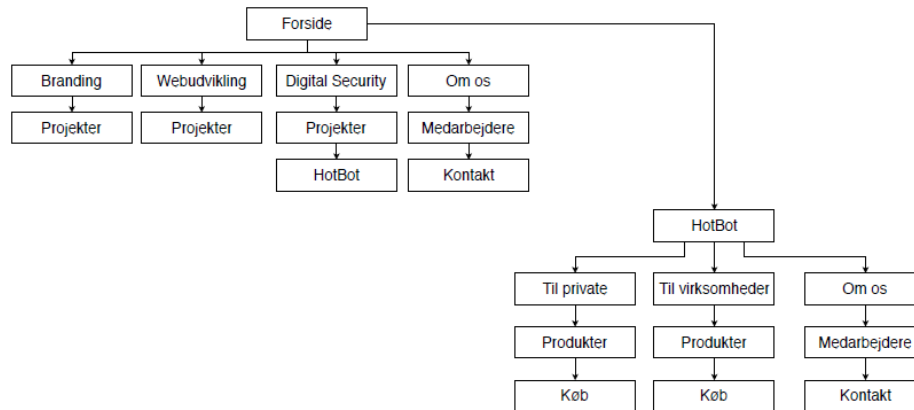 Forside
Branding
Webudvikling
Digital Security
Om os
Projekter
Projekter
Projekter
Medarbejdere
HotBot
Kontakt
HotBot
Til private
Til virksomheder
Om os
Produkter
Produkter
Medarbejdere
Køb
Køb
Kontakt